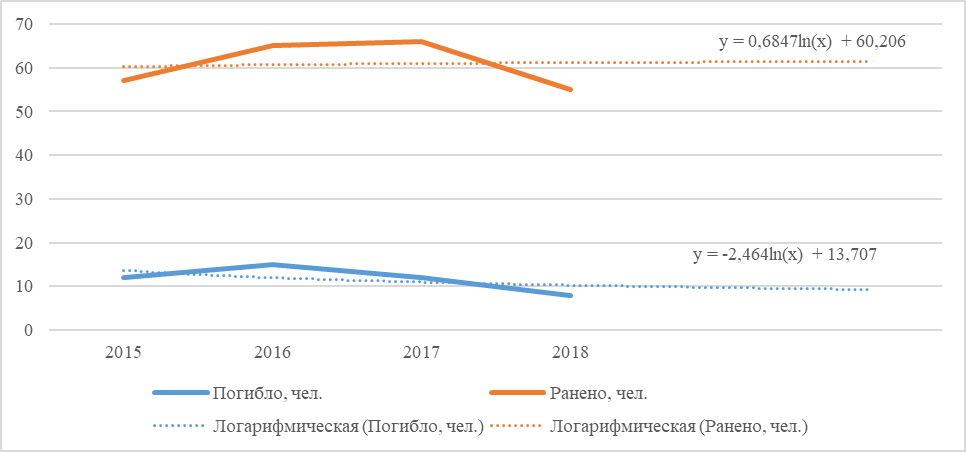 70
y = 0,6847ln(x) + 60,206
60
50
40
30
20
y = -2,464ln(x) + 13,707
10
0
2015 2016 2017 2018
Погибло, чел. Ранено, чел.
Логарифмическая (Погибло, чел.) Логарифмическая (Ранено, чел.)